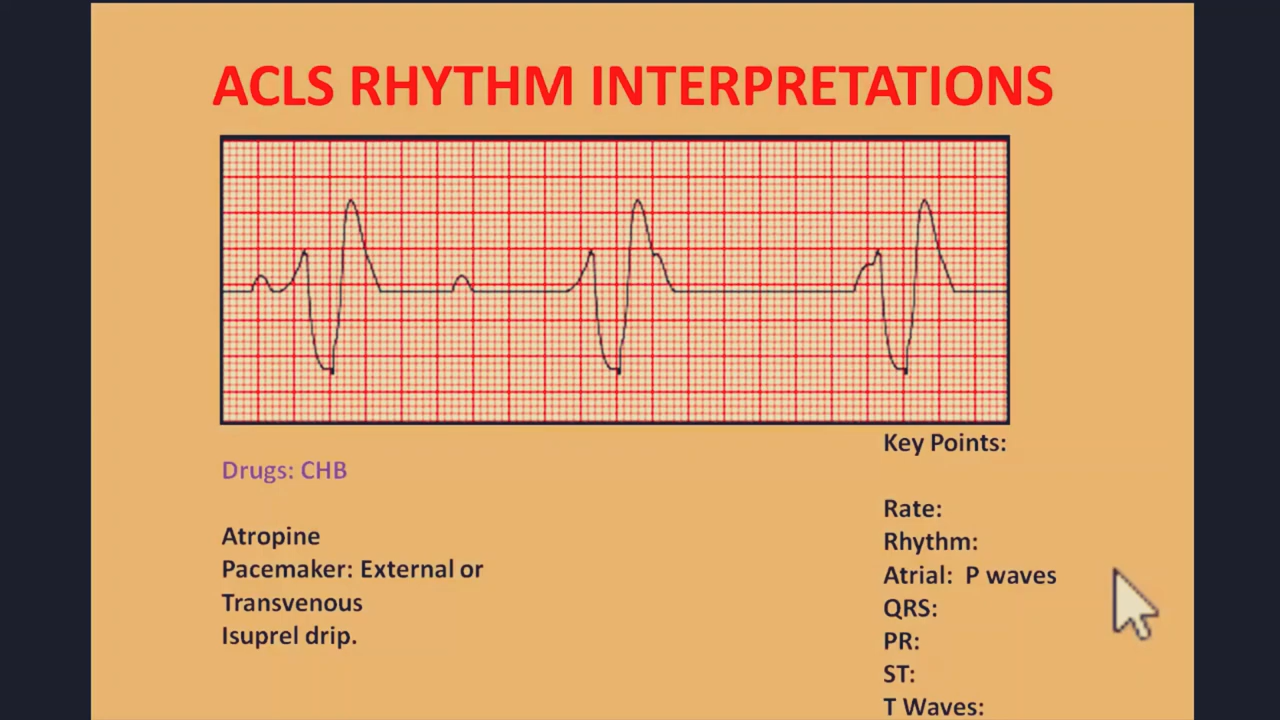 ACLS RHYTHM INTERPRETATIONS
Drugs: CHB
Atropine
Pacemaker: External or
Transvenous
Isuprel drip.
Key Points:
Rate:
Rhythm:
Atrial: P waves
QRS:
PR:
ST:
T Waves: